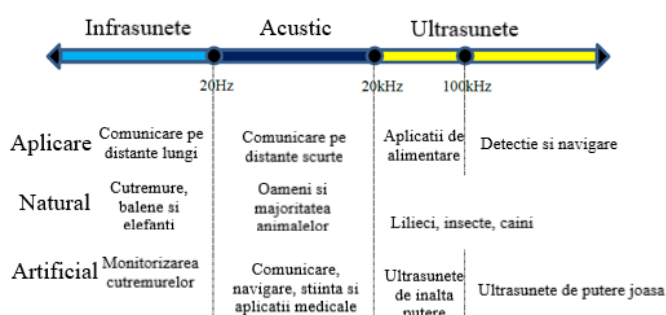 Infrasunete Acustic Ultrasunete
20Hz 20kHz 100kHz
Aplicare
Comunicare pe
distante lungi
Comunicare pe
distante scurte
Aplicatii de
alimentare
Detectie si navigare
Natural
Cutremure,
balene si
elefanti
Oameni si
majoritatea
animalelor
Lilieci, insecte, caini
Artificial
Monitorizarea
cutremurelor
Comunicare,
navigare, stiinta si
aplicatii medicale
Ultrasunete
de inalta
putere
Ultrasunete de putere joasa